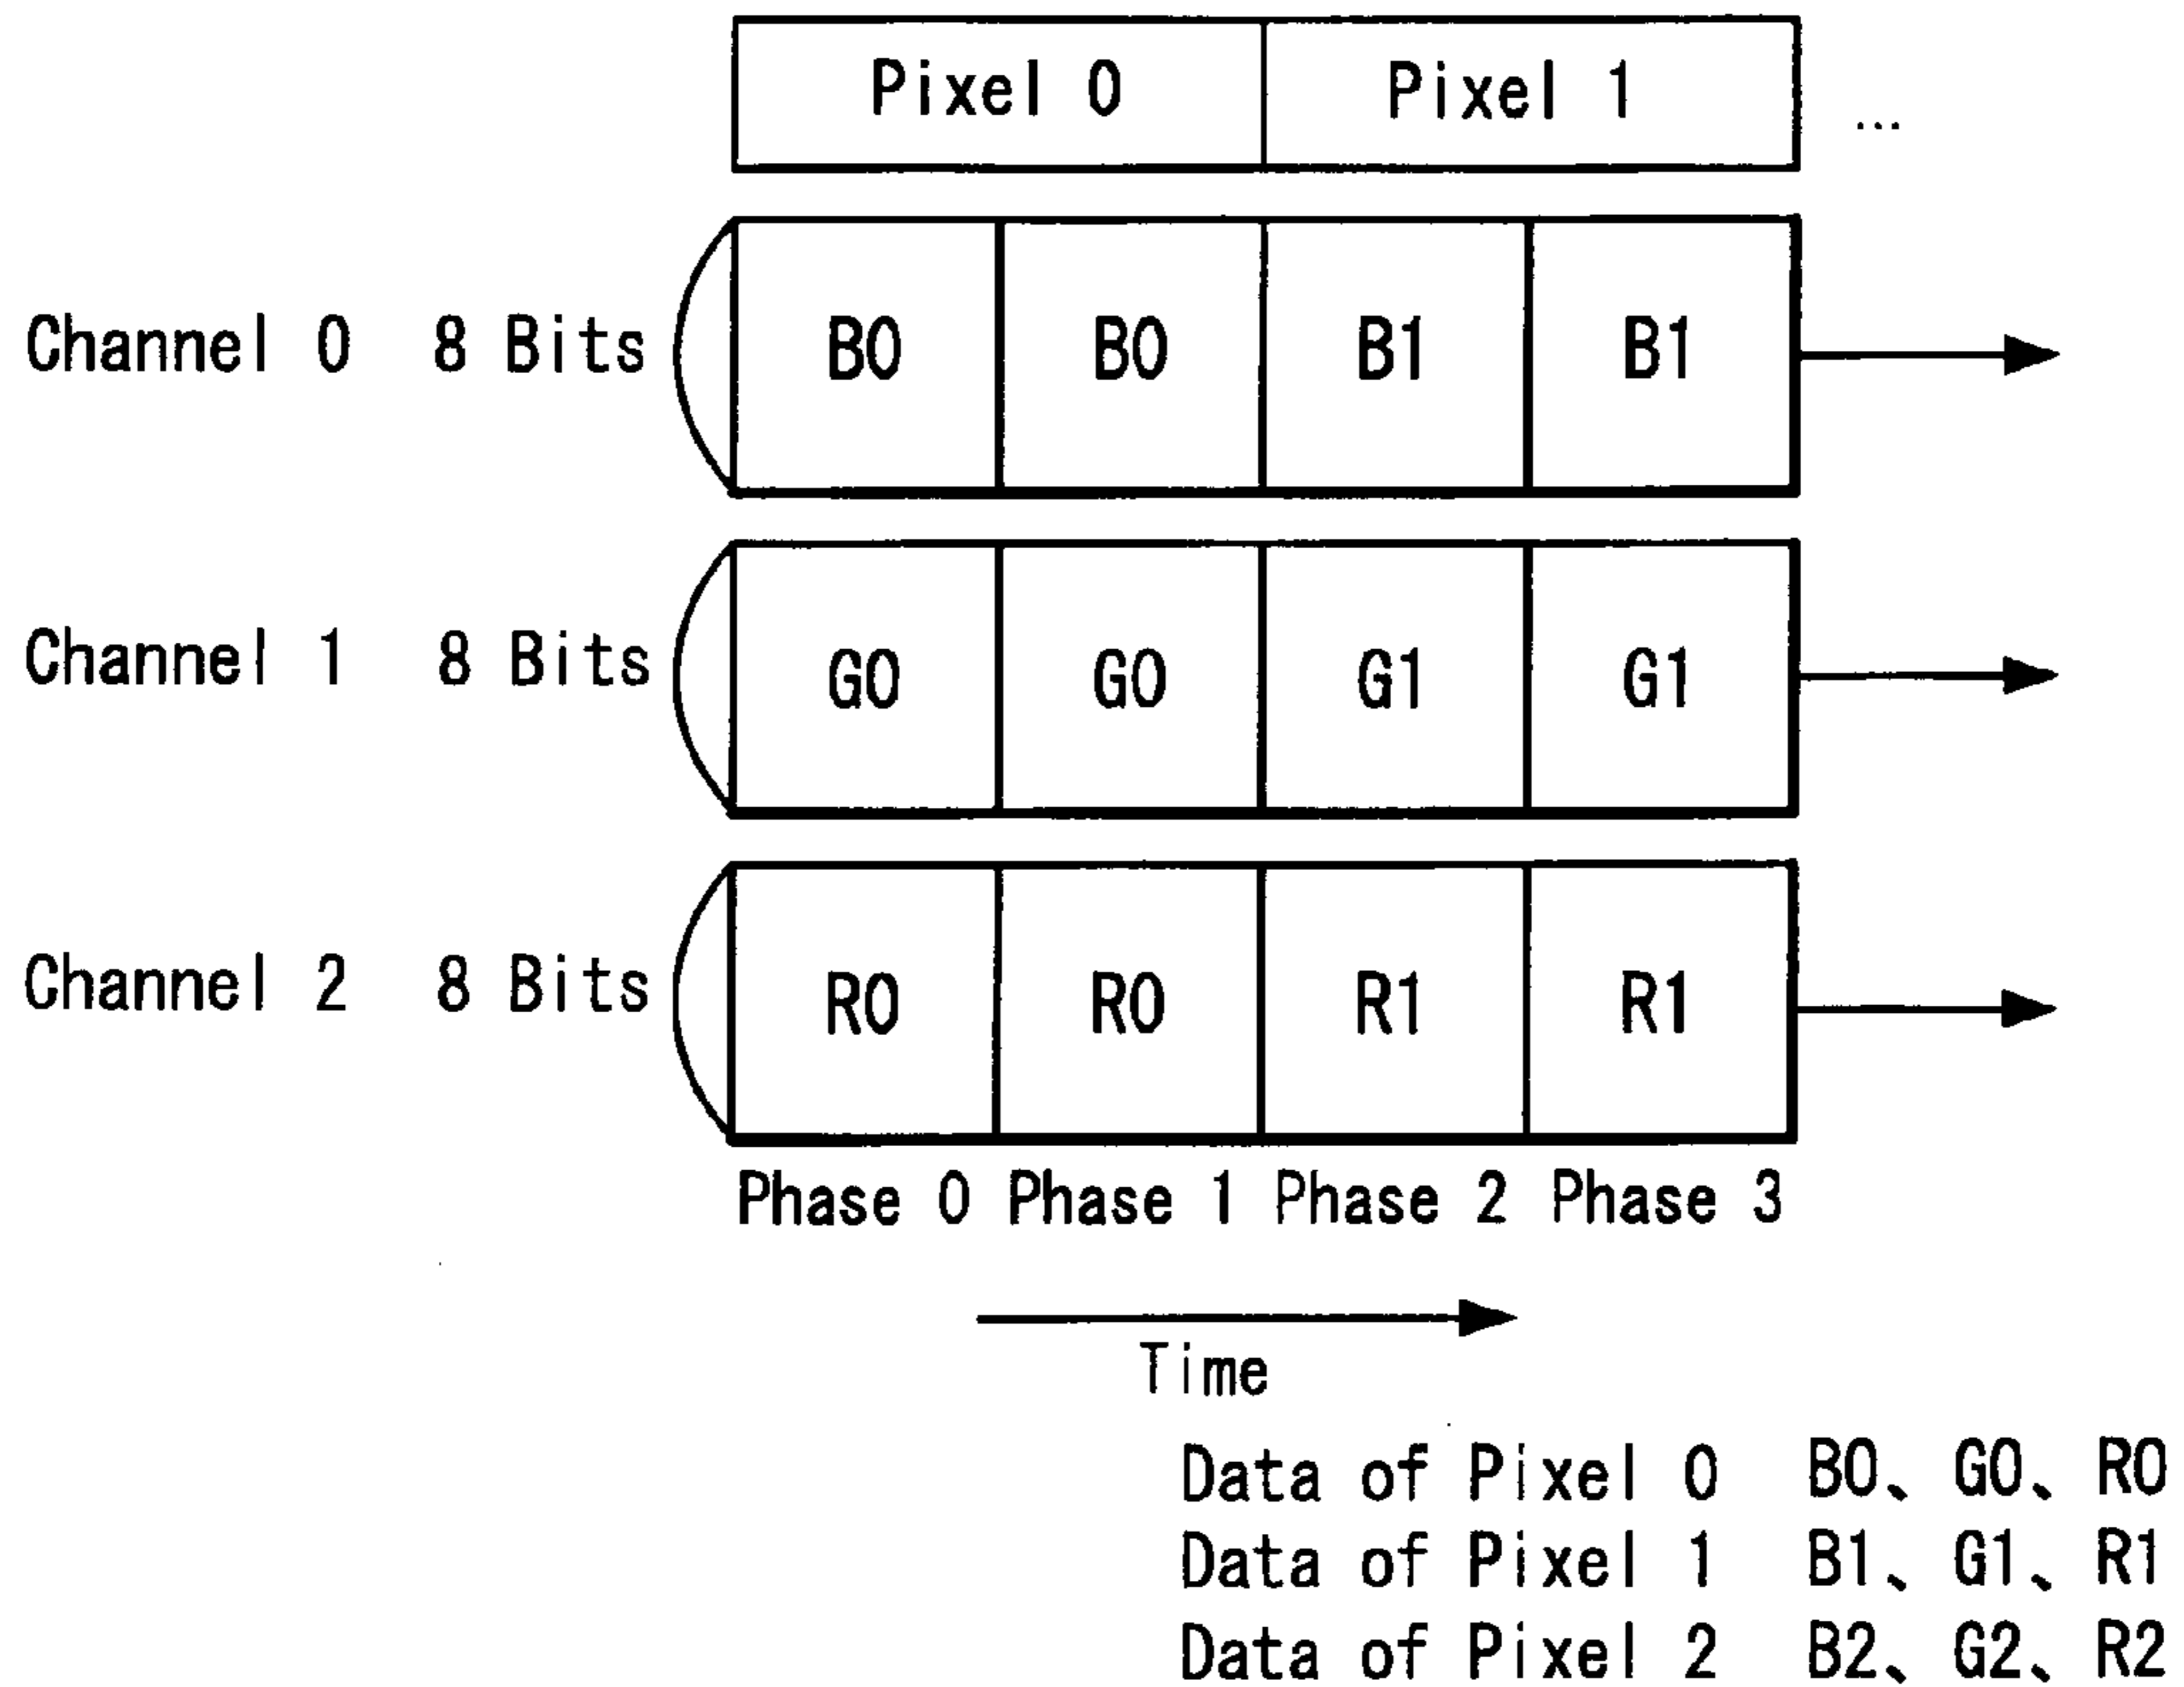 Pixel 0 Pixel 1 ...
Channel 0 8 Bits B0 B0 B1 B1
Channel 1 8 Bits G0 G0 G1 G1
Channel 2 8 Bits R0 R0 R1 R1
Phase 0 Phase 1 Phase 2 Phase 3
Time
Data of Pixel 0 B0、G0、R0
Data of Pixel 1 B1、G1、R1
Data of Pixel 2 B2、G2、R2